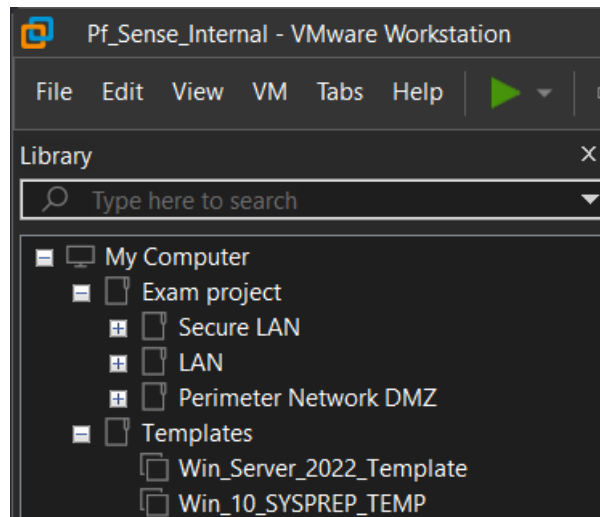 Pf_Sense_Internal - VMware Workstation
File Edit View VM Tabs Help
Library
Type here to search
My Computer
Exam project
Secure LAN
LAN
Perimeter Network DMZ
Templates
Win_Server_2022_Template
Win_10_SYSPREP_TEMP